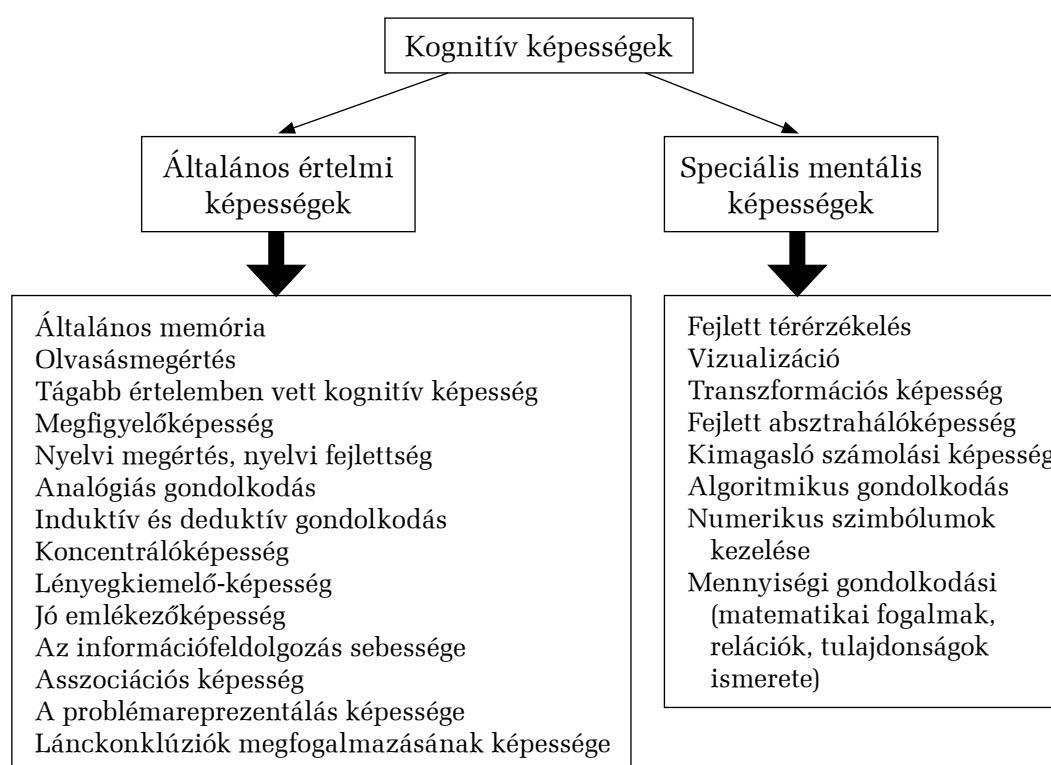 Kognitív képességek
Általános értelmi
képességek
Speciális mentális
képességek
Általános memória
Olvasásmegértés
Tágabb értelemben vett kognitív képesség
Megfigyelőképesség
Nyelvi megértés, nyelvi fejlettség
Analógiás gondolkodás
Induktív és deduktív gondolkodás
Koncentrálóképesség
Lényegkiemelő-képesség
Jó emlékezőképesség
Az információfeldolgozás sebessége
Asszociációs képesség
A problémareprezentálás képessége
Lánckonklúziók megfogalmazásának képessége
Fejlett térérzékelés
Vizualizáció
Transzformációs képesség
Fejlett absztrahálóképesség
Kimagasló számolási képesség
Algoritmikus gondolkodás
Numerikus szimbólumok
kezelése
Mennyiségi gondolkodási
(matematikai fogalmak,
relációk, tulajdonságok
ismerete)